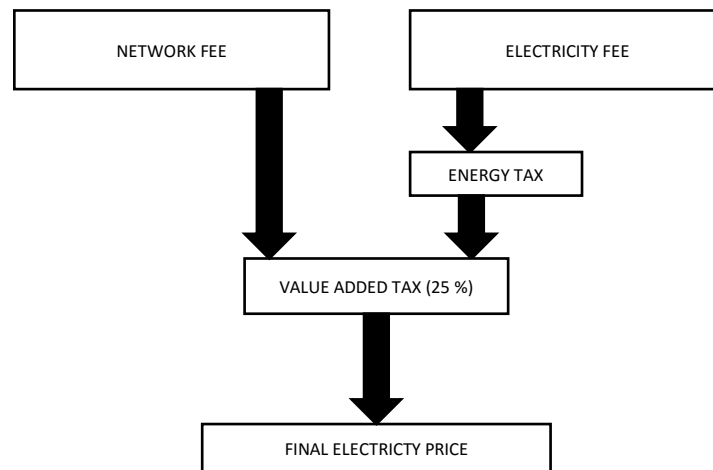 NETWORK FEE
ELECTRICITY FEE
ENERGY TAX
VALUE ADDED TAX (25 %)
FINAL ELECTRICTY PRICE